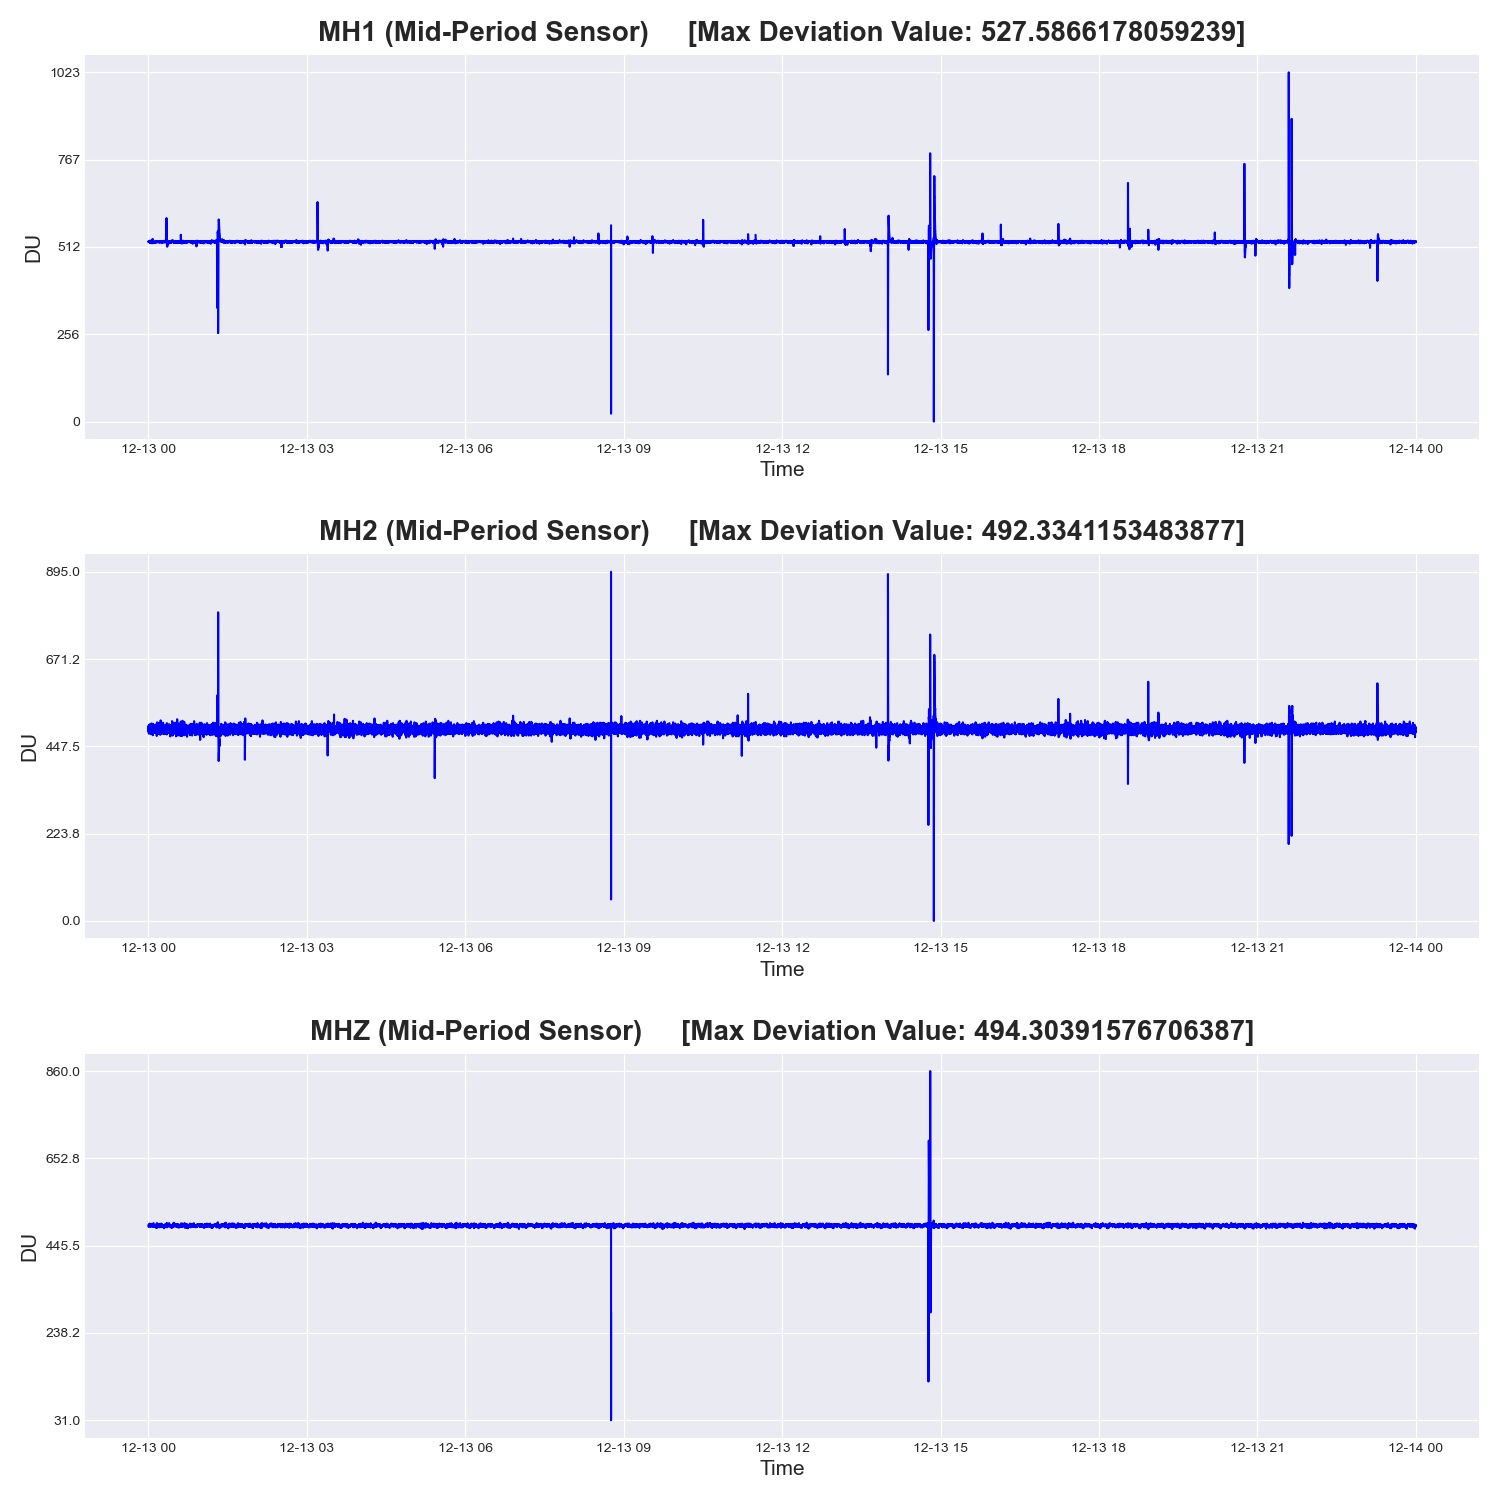 MH1 (Mid-Period Sensor) [Max Deviation Value: 527.5866178059239]
1023
767
512
256
0
DU
12-13 00 12-13 03 12-13 06 12-13 09 12-13 12 12-13 15 12-13 18 12-13 21 12-14 00
Time
MH2 (Mid-Period Sensor) [Max Deviation Value: 492.3341153483877]
895.0
671.2
447.5
223.8
0.0
DU
12-13 00 12-13 03 12-13 06 12-13 09 12-13 12 12-13 15 12-13 18 12-13 21 12-14 00
Time
MHZ (Mid-Period Sensor) [Max Deviation Value: 494.30391576706387]
860.0
652.8
445.5
238.2
31.0
DU
12-13 00 12-13 03 12-13 06 12-13 09 12-13 12 12-13 15 12-13 18 12-13 21 12-14 00
Time